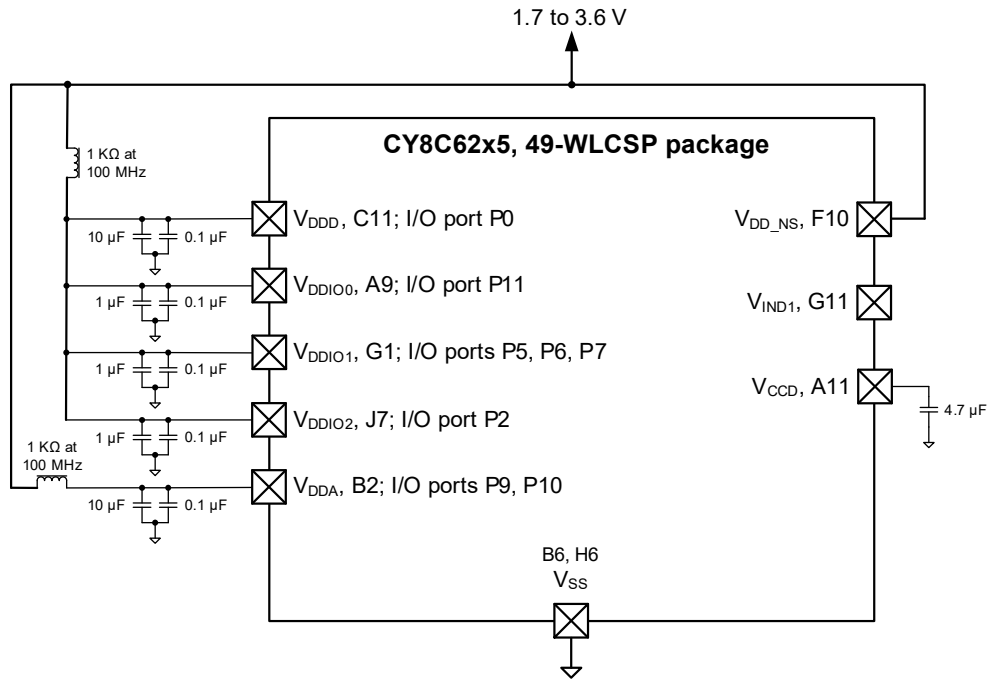 1.7 to 3.6 V
CY8C62x5, 49-WLCSP package
1 KΩ at
100 MHz
10 µF
0.1 µF
VDDD, C11; I/O port P0
VDD_NS, F10
1 µF
0.1 µF
VDDIO0, A9; I/O port P11
VIND1, G11
1 µF
0.1 µF
VDDIO1, G1; I/O ports P5, P6, P7
VCCD, A11
4.7 µF
1 µF
0.1 µF
VDDIO2, J7; I/O port P2
1 KΩ at
100 MHz
10 µF
0.1 µF
VDDA, B2; I/O ports P9, P10
B6, H6
VSS